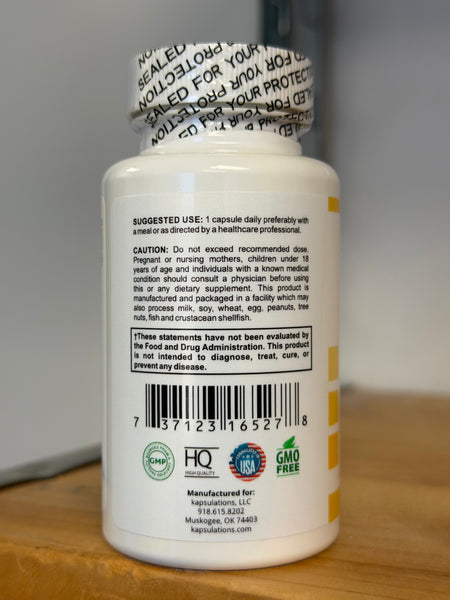 SEALED FOR YOUR PROTECTION
SUGGESTED USE: 1 capsule daily preferably with
a meal or as directed by a healthcare professional.
CAUTION: Do not exceed recommended dose.
Pregnant or nursing mothers, children under 18
years of age and individuals with a known medical
condition should consult a physician before using
this or any dietary supplement. This product is
manufactured and packaged in a facility which may
also process milk, soy, wheat, egg, peanuts, tree
nuts, fish and crustacean shellfish.
†These statements have not been evaluated by
the Food and Drug Administration. This product
is not intended to diagnose, treat, cure, or
prevent any disease.
7 37123 16527 8
GMP
HQ
HIGH QUALITY
USA
GMO
FREE
Manufactured for:
kapsulations, LLC
918.615.8202
Muskogee, OK 74403
kapsulations.com